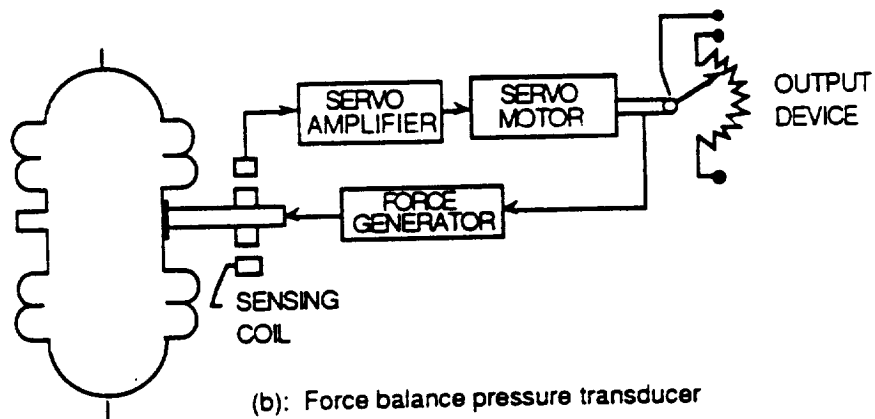 SERVO
AMPLIFIER
SERVO
MOTOR
OUTPUT
DEVICE
FORCE
GENERATOR
SENSING
COIL
(b): Force balance pressure transducer